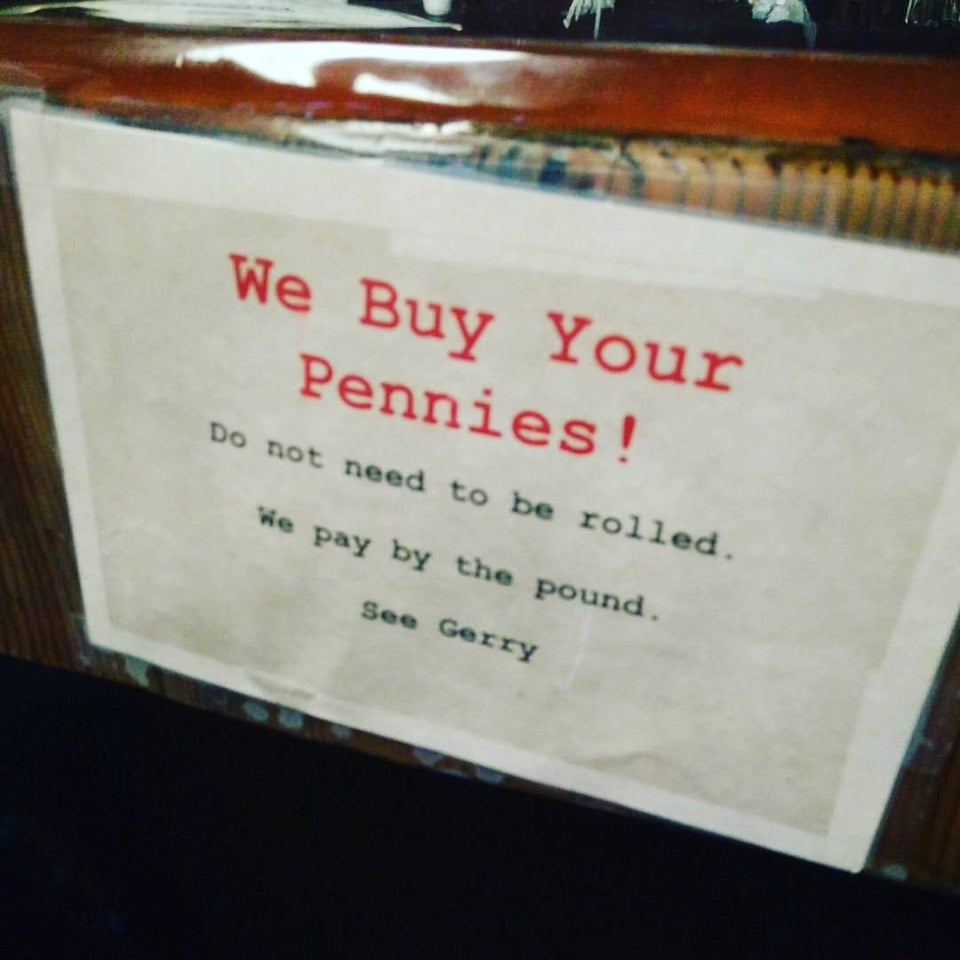 We Buy Your
Pennies!
Do not need to be rolled.
We pay by the pound.
See Gerry